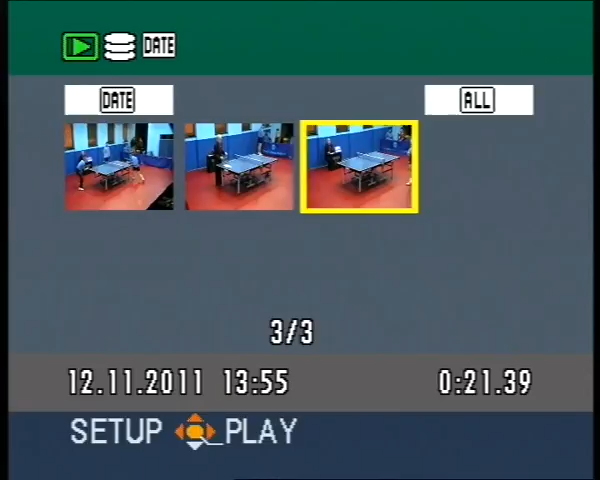 DATE
DATE ALL
3/3
12.11.2011 13:55 0:21.39
SETUP PLAY